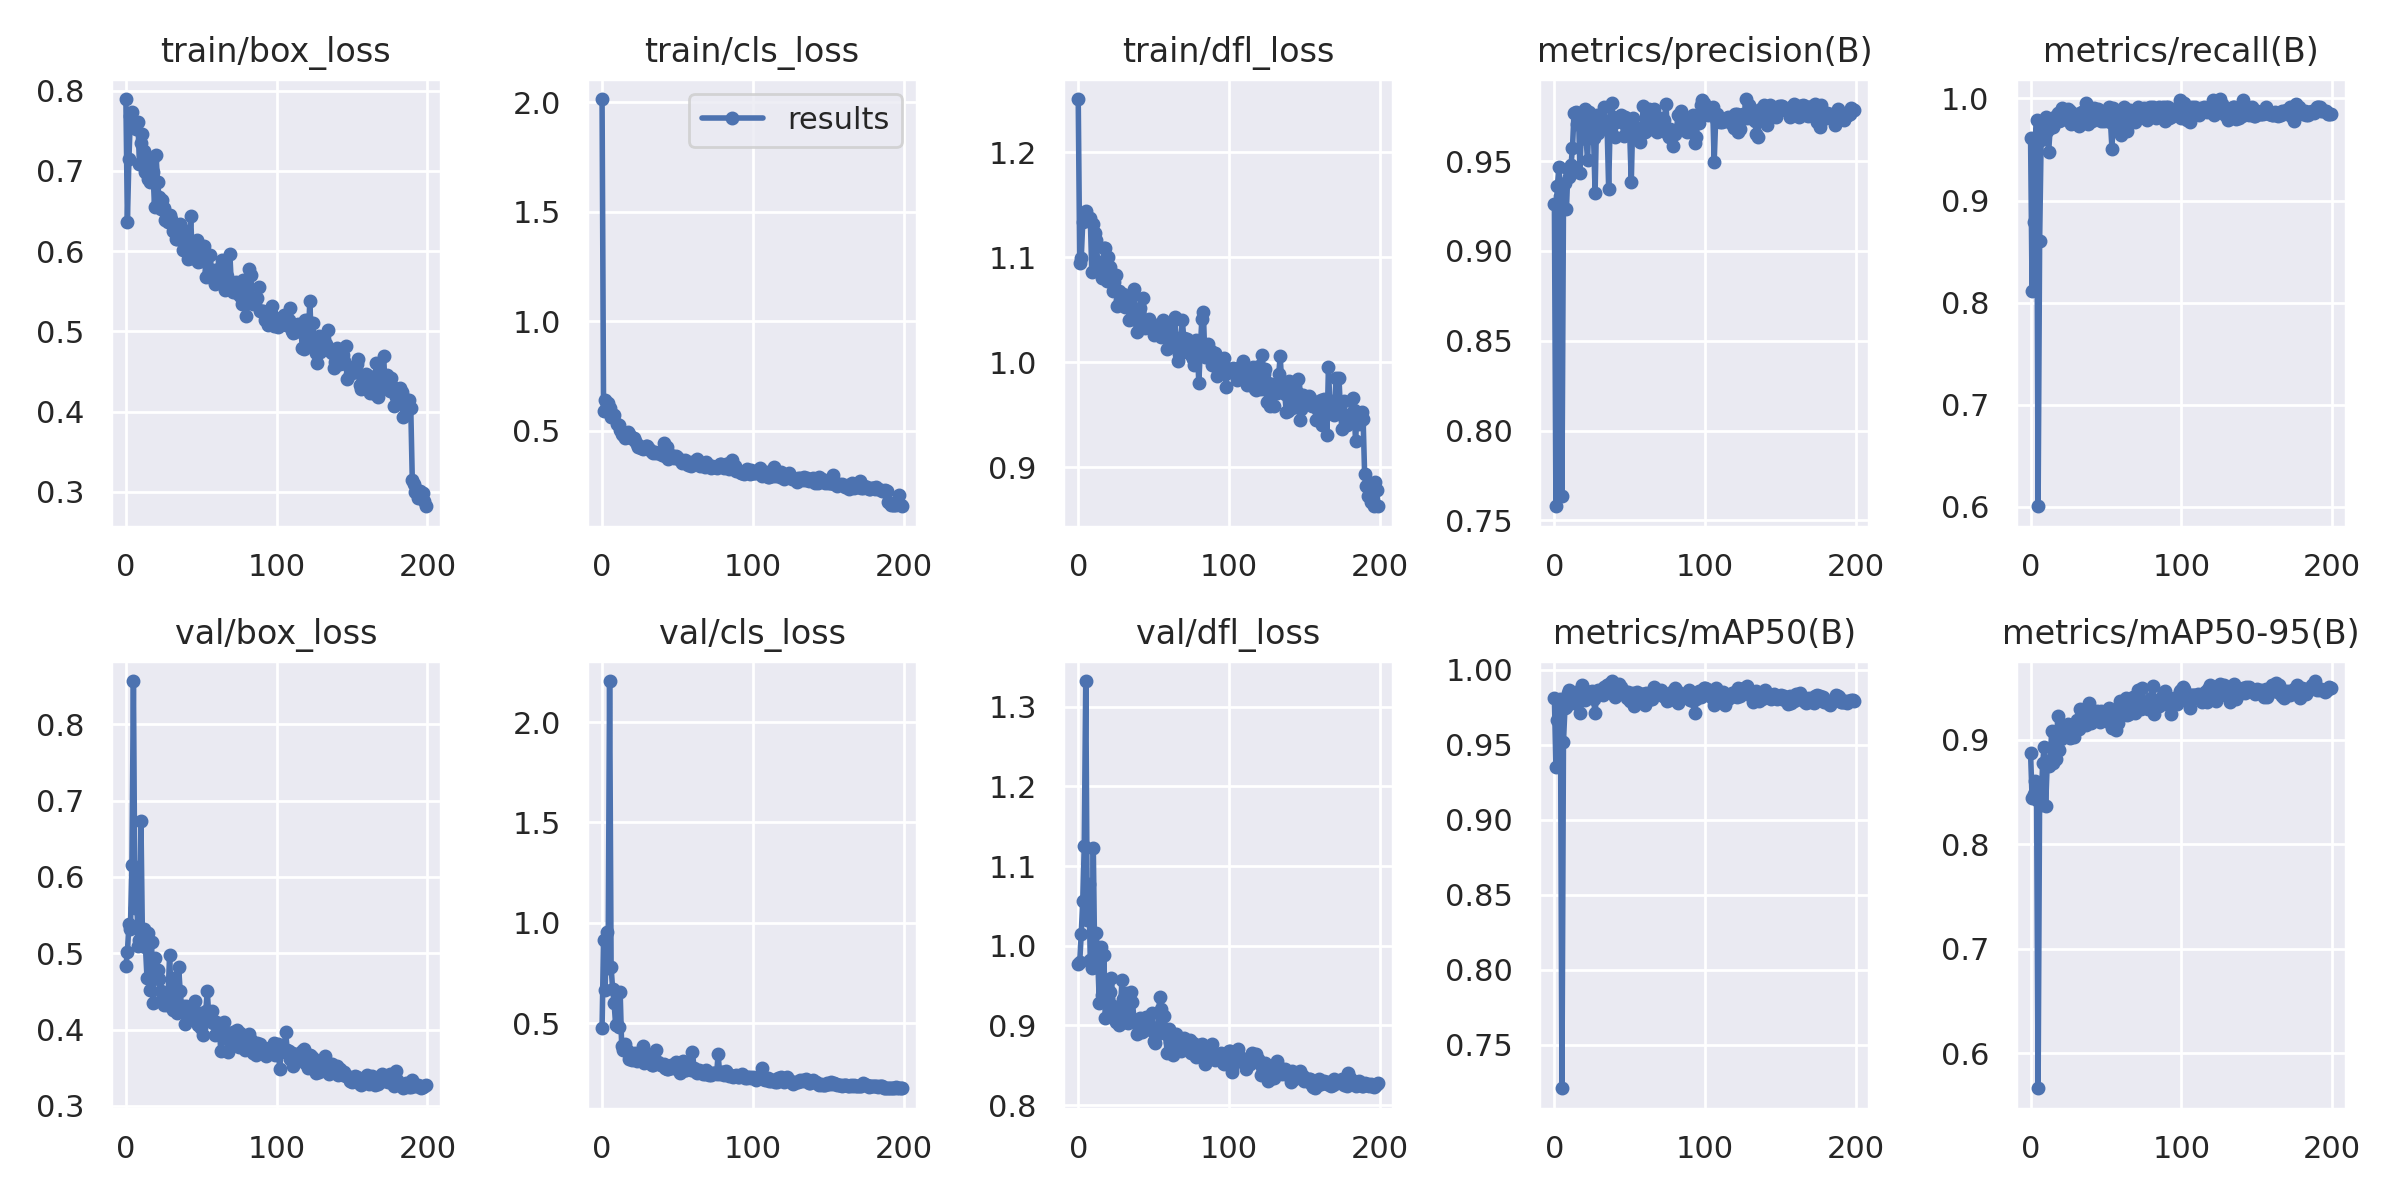 train/box_loss
train/cls_loss
train/dfl_loss
metrics/precision(B)
metrics/recall(B)
0.8
0.7
0.6
0.5
0.4
0.3
0 100 200
2.0
1.5
1.0
0.5
results
0 100 200
1.2
1.1
1.0
0.9
0 100 200
0.95
0.90
0.85
0.80
0.75
0 100 200
1.0
0.9
0.8
0.7
0.6
0 100 200
val/box_loss
val/cls_loss
val/dfl_loss
metrics/mAP50(B)
metrics/mAP50-95(B)
0.8
0.7
0.6
0.5
0.4
0.3
0 100 200
2.0
1.5
1.0
0.5
0 100 200
1.3
1.2
1.1
1.0
0.9
0.8
0 100 200
1.00
0.95
0.90
0.85
0.80
0.75
0 100 200
0.9
0.8
0.7
0.6
0 100 200